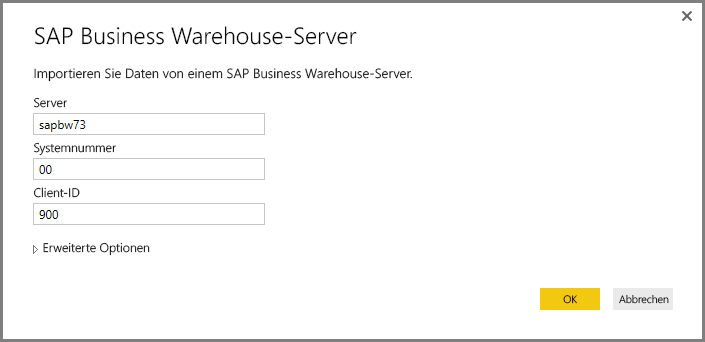 SAP Business Warehouse-Server
Importieren Sie Daten von einem SAP Business Warehouse-Server.
Server
sapbw73
Systemnummer
00
Client-ID
900
Erweiterte Optionen
OK Abbrechen